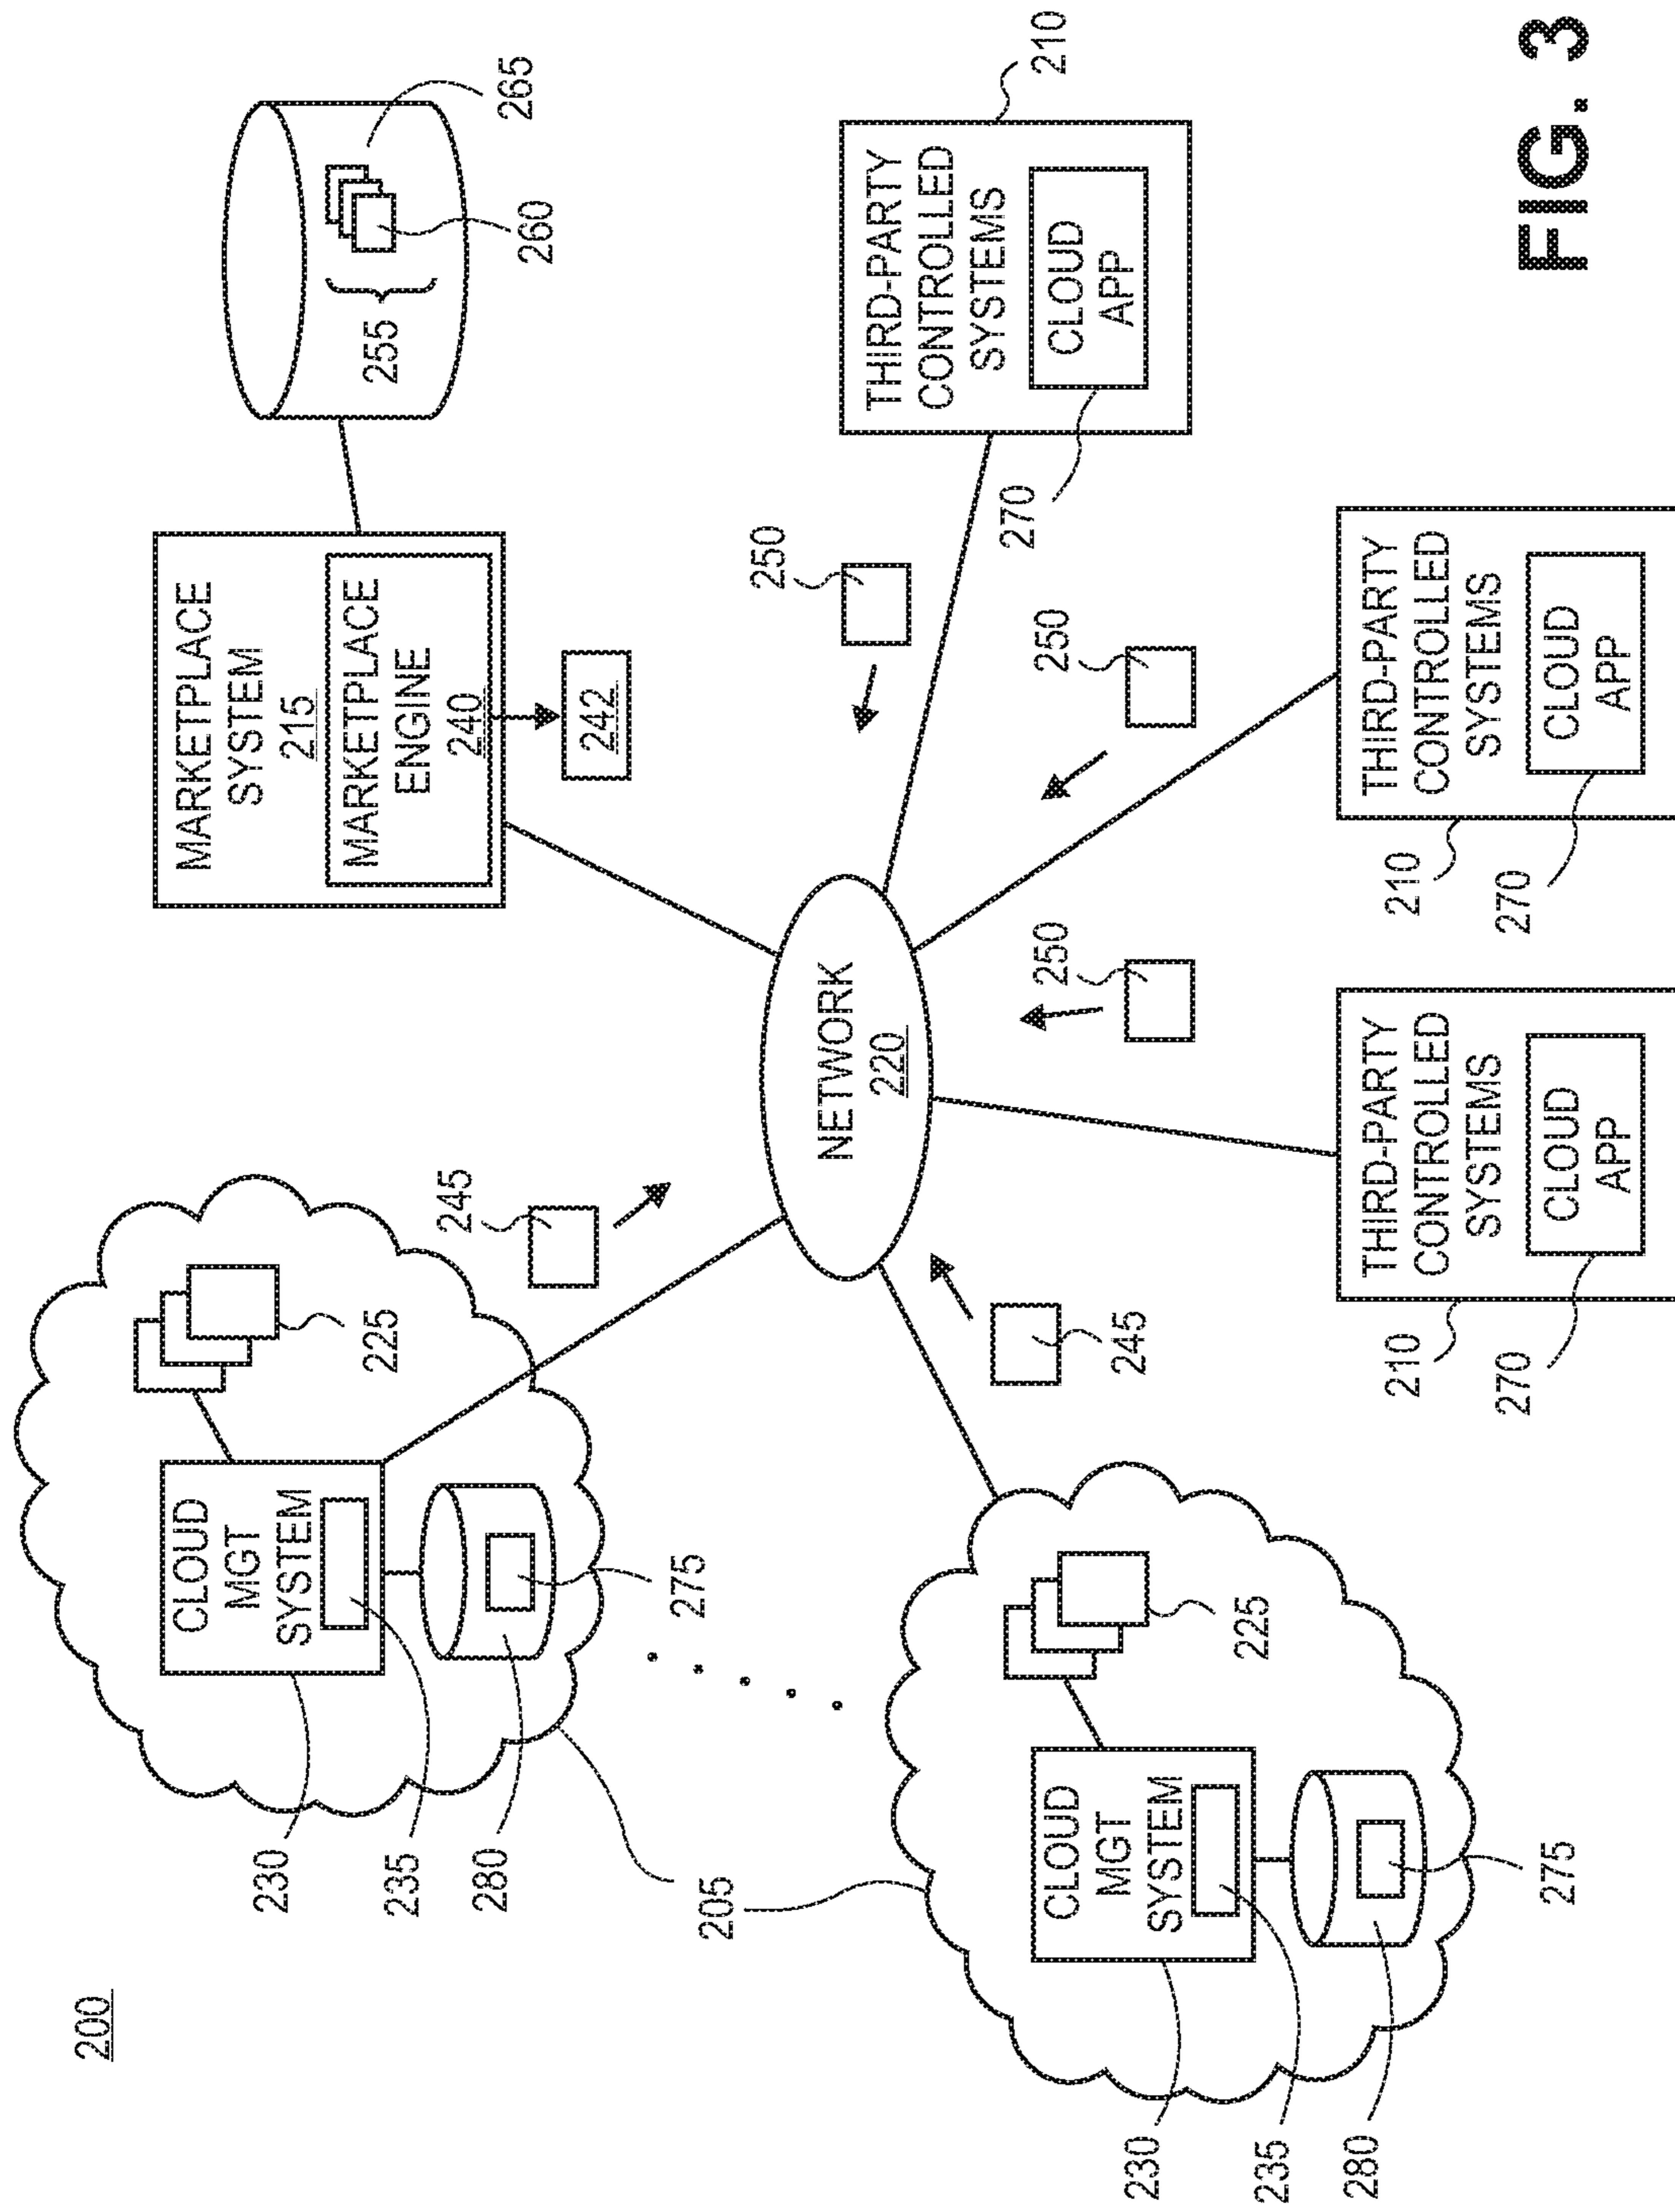 200
230
235
280
CLOUD
MGT
SYSTEM
225
275
205
245
MARKETPLACE
SYSTEM
215
MARKETPLACE
ENGINE
240
242
255
260
265
230
235
280
CLOUD
MGT
SYSTEM
225
275
245
NETWORK
220
250
THIRD-PARTY
CONTROLLED
SYSTEMS
CLOUD
APP
210
270
250
THIRD-PARTY
CONTROLLED
SYSTEMS
CLOUD
APP
210
270
250
THIRD-PARTY
CONTROLLED
SYSTEMS
CLOUD
APP
210
270
FIG. 3